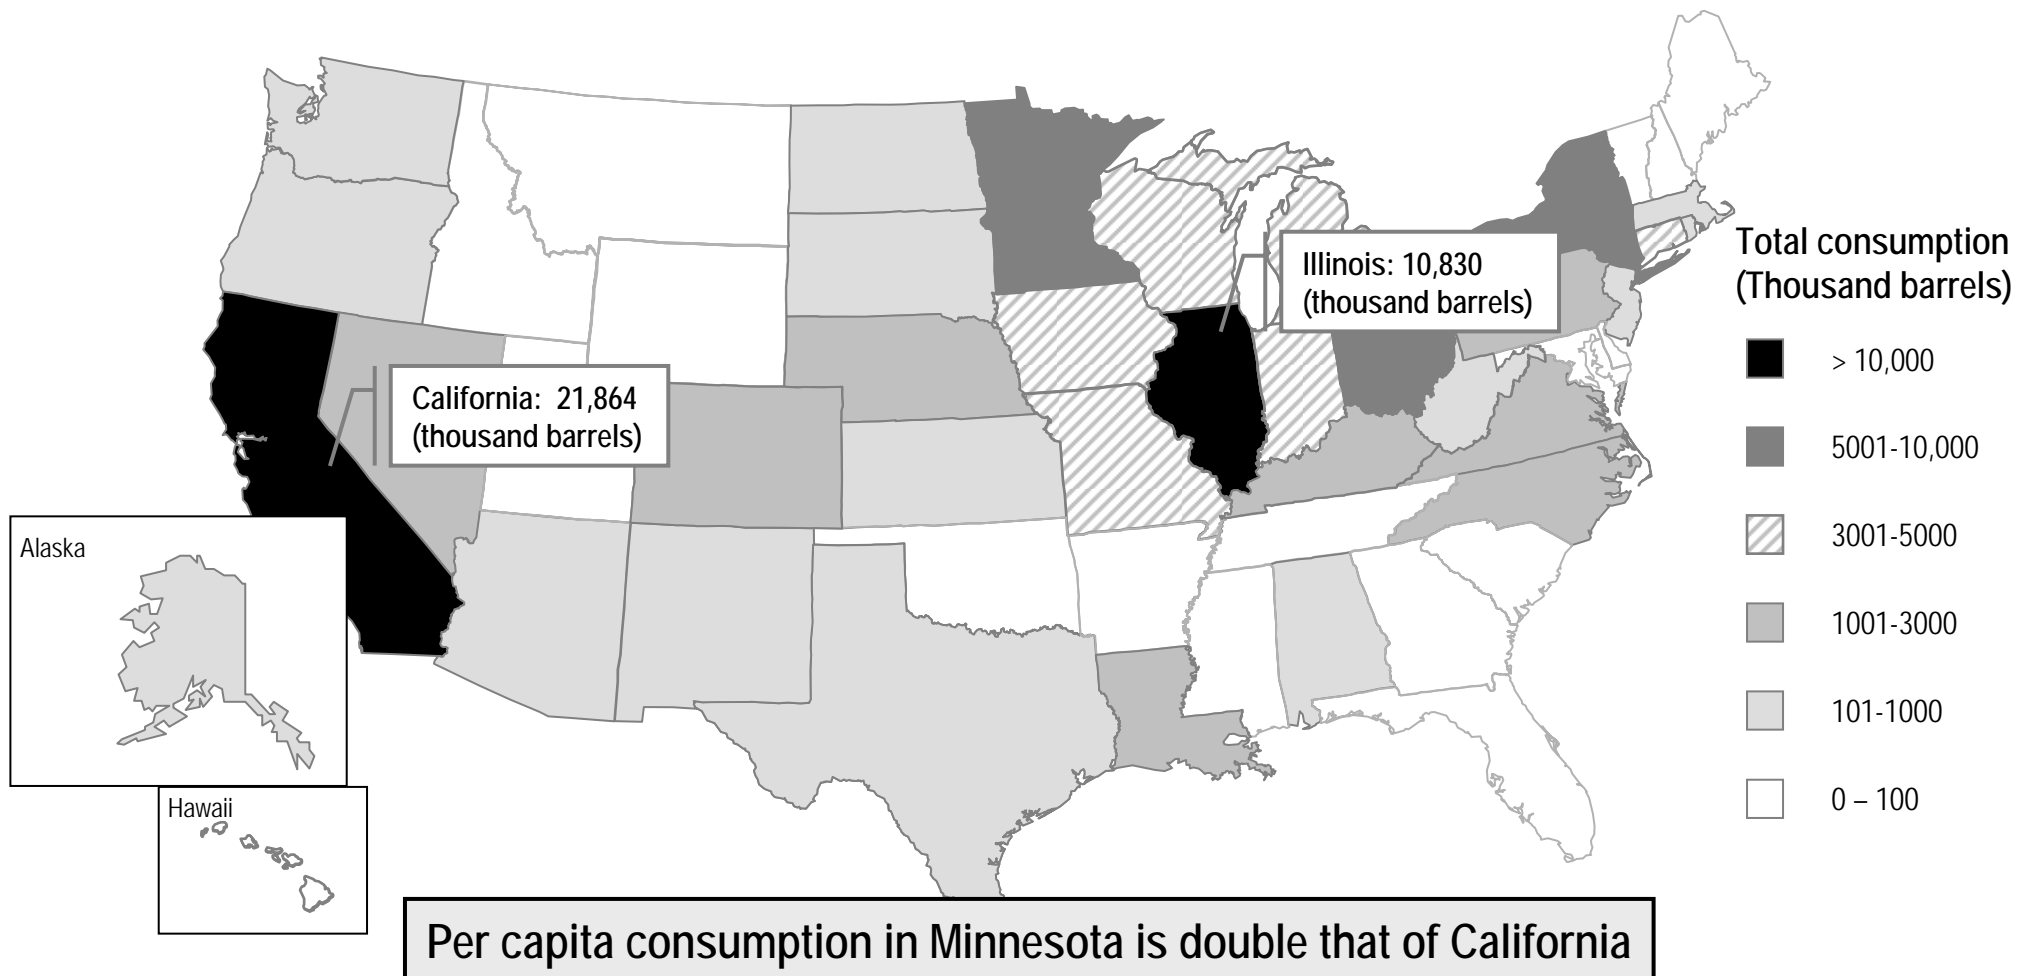 Illinois: 10,830
(thousand barrels)
California:  21,864
(thousand barrels)
Alaska
Hawaii
Total consumption
(Thousand barrels)
> 10,000
5001-10,000
3001-5000
1001-3000
101-1000
0 – 100
Per capita consumption in Minnesota is double that of California